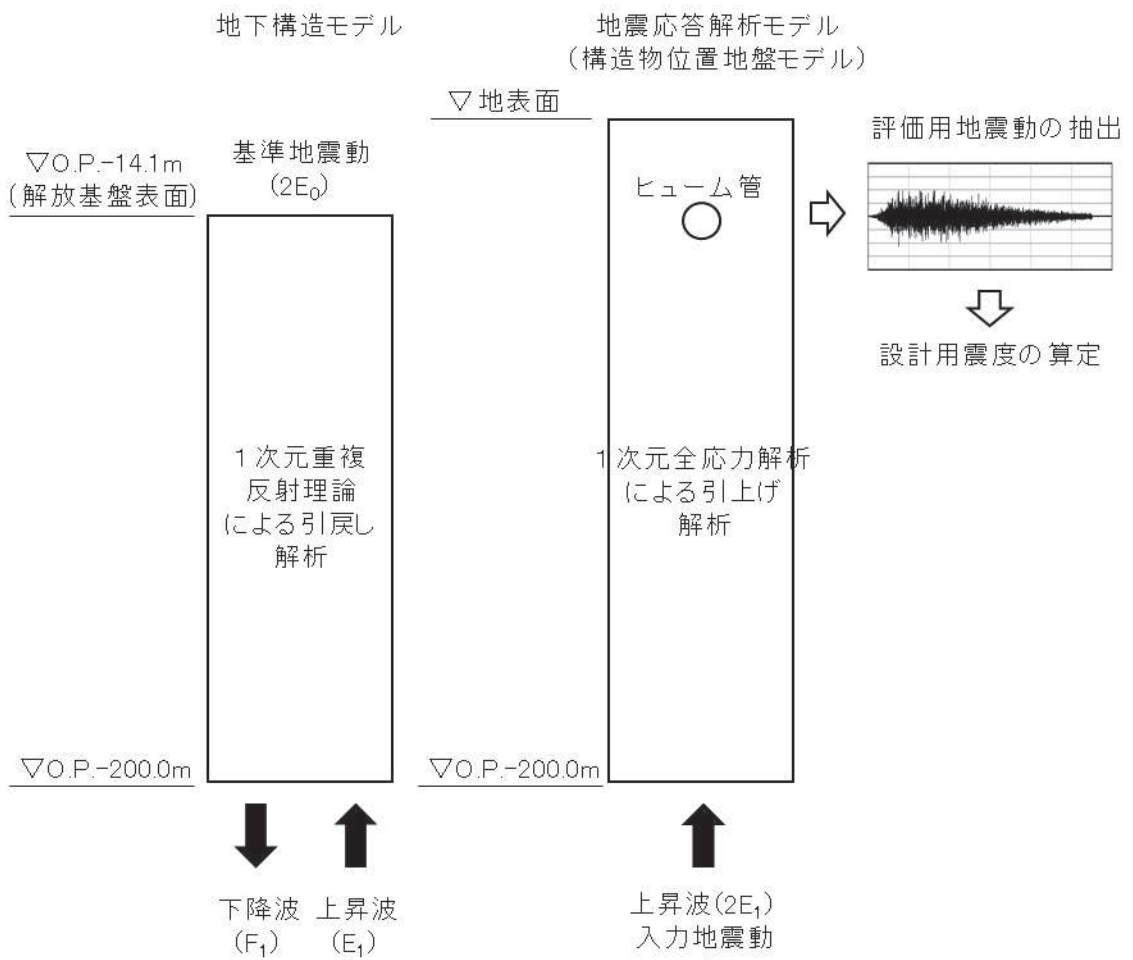 地下構造モデル
▽O.P.-14.1m
(解放基盤表面)
基準地震動
(2E₀)
1次元重複
反射理論
による引戻し
解析
▽O.P.-200.0m
下降波
(F₁)
上昇波
(E₁)
地震応答解析モデル
(構造物位置地盤モデル)
▽地表面
ヒューム管
1次元全応力解析
による引上げ
解析
▽O.P.-200.0m
上昇波(2E₁)
入力地震動
評価用地震動の抽出
設計用震度の算定